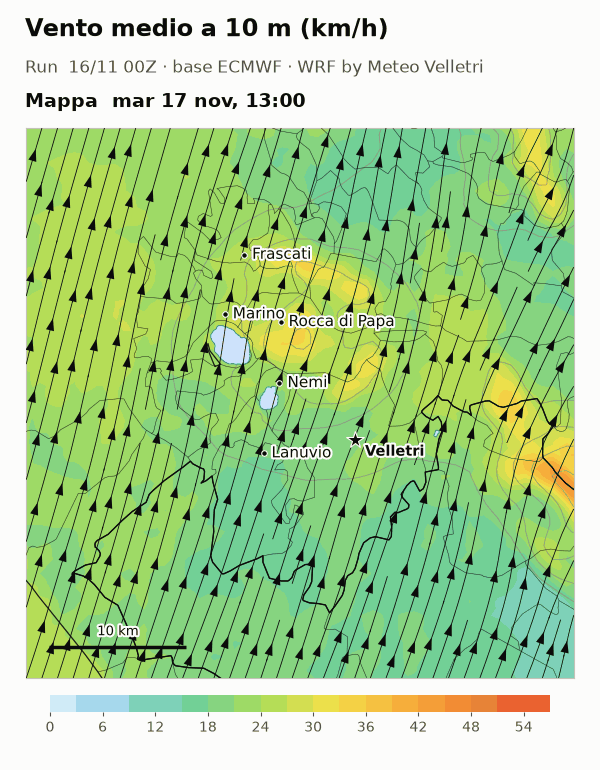 Vento medio a 10 m (km/h)
Run  16/11 00Z · base ECMWF · WRF by Meteo Velletri
Mappa  mar 17 nov, 13:00
Frascati
Marino
Rocca di Papa
Nemi
Velletri
Lanuvio
10 km
0 6 12 18 24 30 36 42 48 54